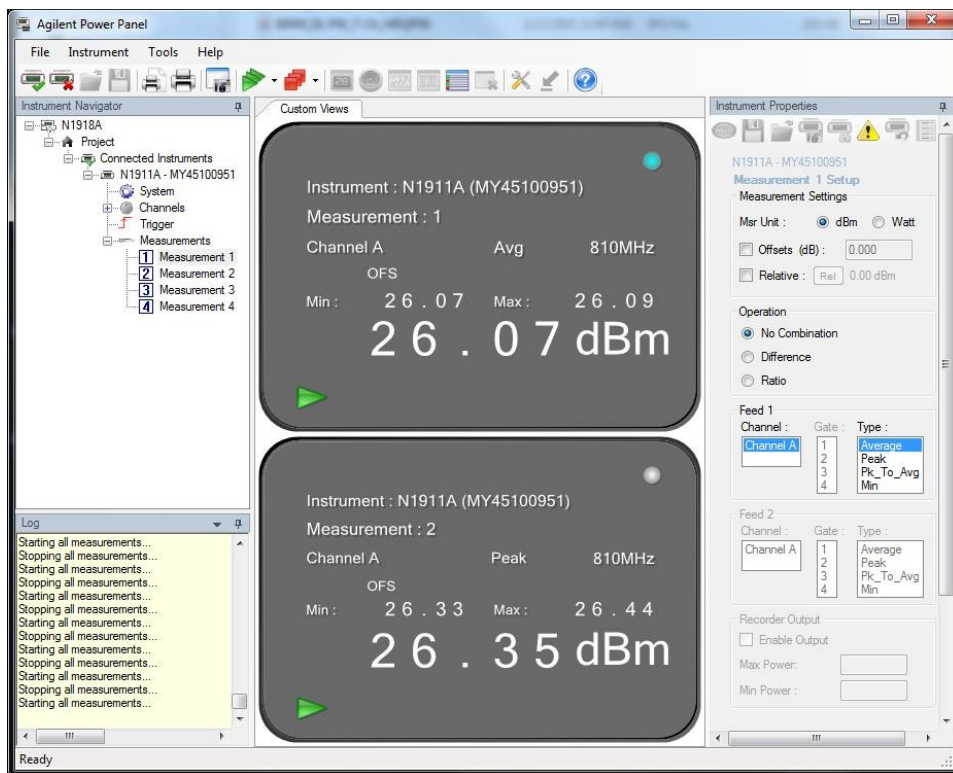 Agilent Power Panel
File Instrument Tools Help
Instrument Navigator
N1918A
Project
Connected Instruments
N1911A - MY45100951
System
Channels
Trigger
Measurements
1 Measurement 1
2 Measurement 2
3 Measurement 3
4 Measurement 4
Log
Starting all measurements...
Stopping all measurements...
Starting all measurements...
Stopping all measurements...
Starting all measurements...
Stopping all measurements...
Starting all measurements...
Stopping all measurements...
Starting all measurements...
Stopping all measurements...
Starting all measurements...
Stopping all measurements...
Starting all measurements...
Custom Views
Instrument : N1911A (MY45100951)
Measurement : 1
Channel A Avg 810MHz
OFS
Min : 26.07 Max : 26.09
26.07 dBm
Instrument : N1911A (MY45100951)
Measurement : 2
Channel A Peak 810MHz
OFS
Min : 26.33 Max : 26.44
26.35 dBm
Instrument Properties
N1911A - MY45100951
Measurement 1 Setup
Measurement Settings
Msr Unit : dBm Watt
Offsets (dB) : 0.000
Relative : Rel 0.00 dBm
Operation
No Combination
Difference
Ratio
Feed 1
Channel : Gate : Type :
Channel A 1 Average
2 Peak
3 Pk_To_Avg
4 Min
Feed 2
Channel : Gate : Type :
Channel A 1 Average
2 Peak
3 Pk_To_Avg
4 Min
Recorder Output
Enable Output
Max Power:
Min Power :
Ready